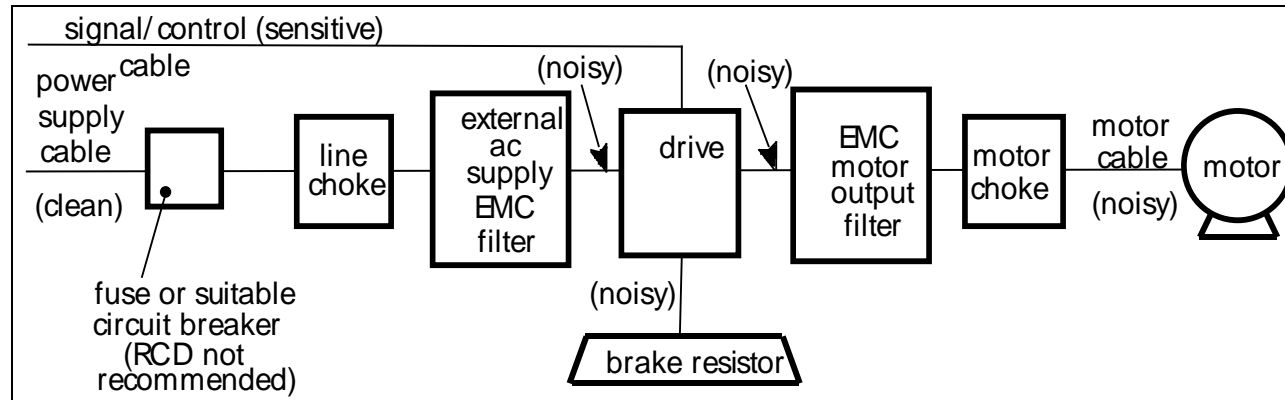 signal/control (sensitive)
cable
power
supply
cable
(clean)
fuse or suitable
circuit breaker
(RCD not
recommended)
line
choke
external
ac
supply
EMC
filter
(noisy)
drive
(noisy)
brake resistor
(noisy)
EMC
motor
output
filter
motor
choke
motor
cable
(noisy)
motor